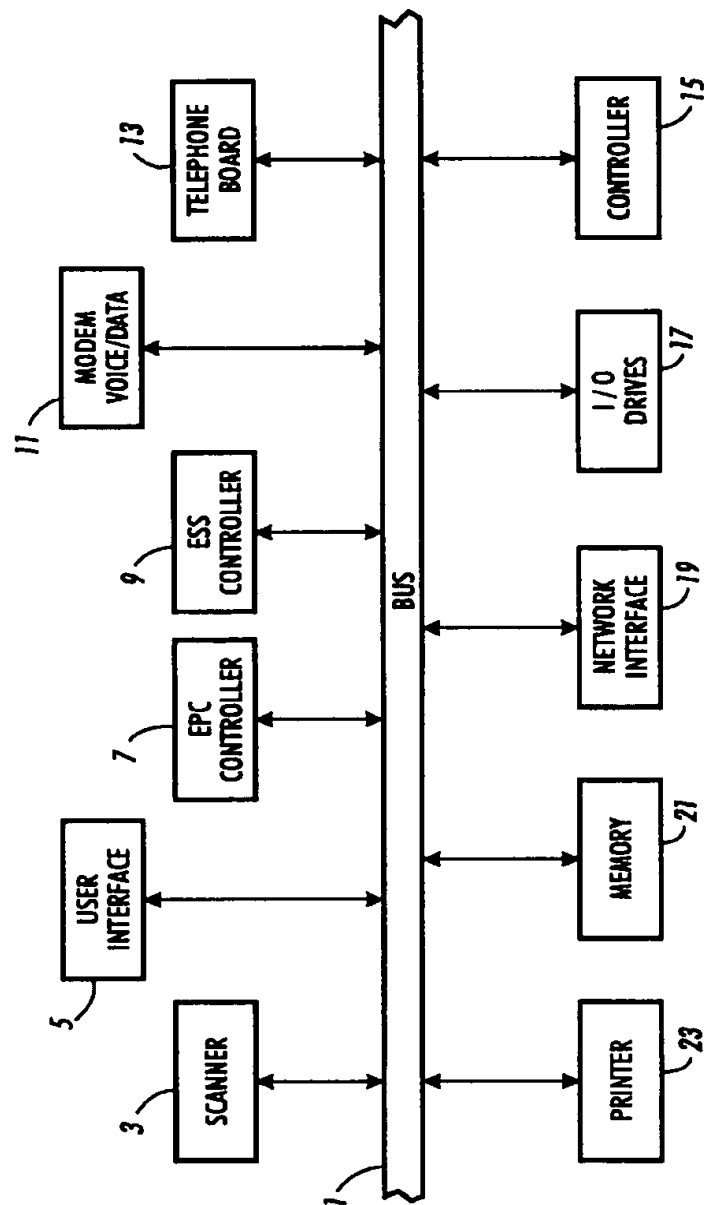 11
MODEM
VOICE/DATA
5
USER
INTERFACE
3
SCANNER
7
EPC
CONTROLLER
9
ESS
CONTROLLER
13
TELEPHONE
BOARD
1
BUS
PRINTER
23
MEMORY
21
NETWORK
INTERFACE
19
I/O
DRIVES
17
CONTROLLER
15